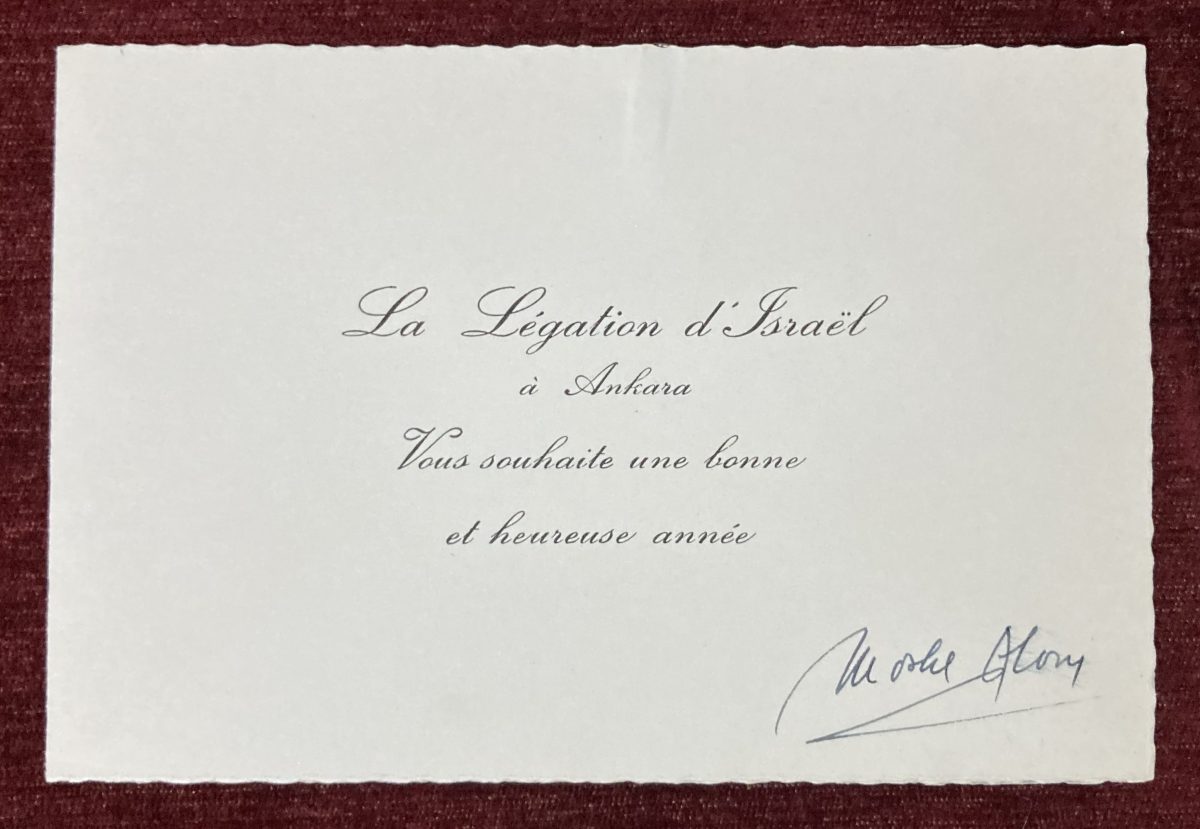 La Légation d'Israël
à Ankara
Vous souhaite une bonne
et heureuse année
Moshe Alon